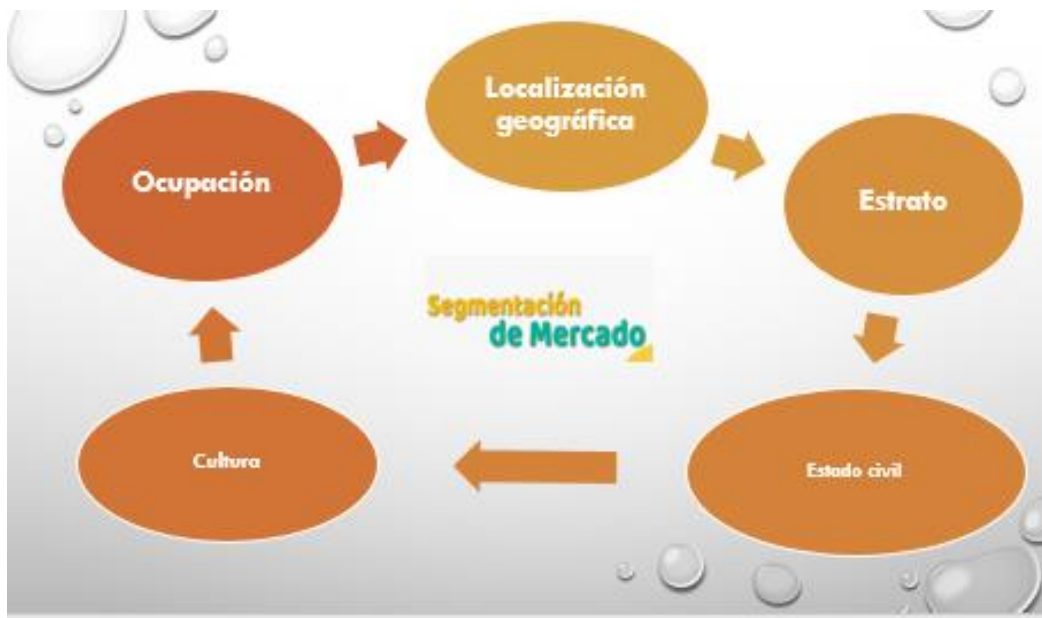 Localización
geográfica
Ocupación
Estrato
Segmentación
de Mercado
Cultura
Estado civil